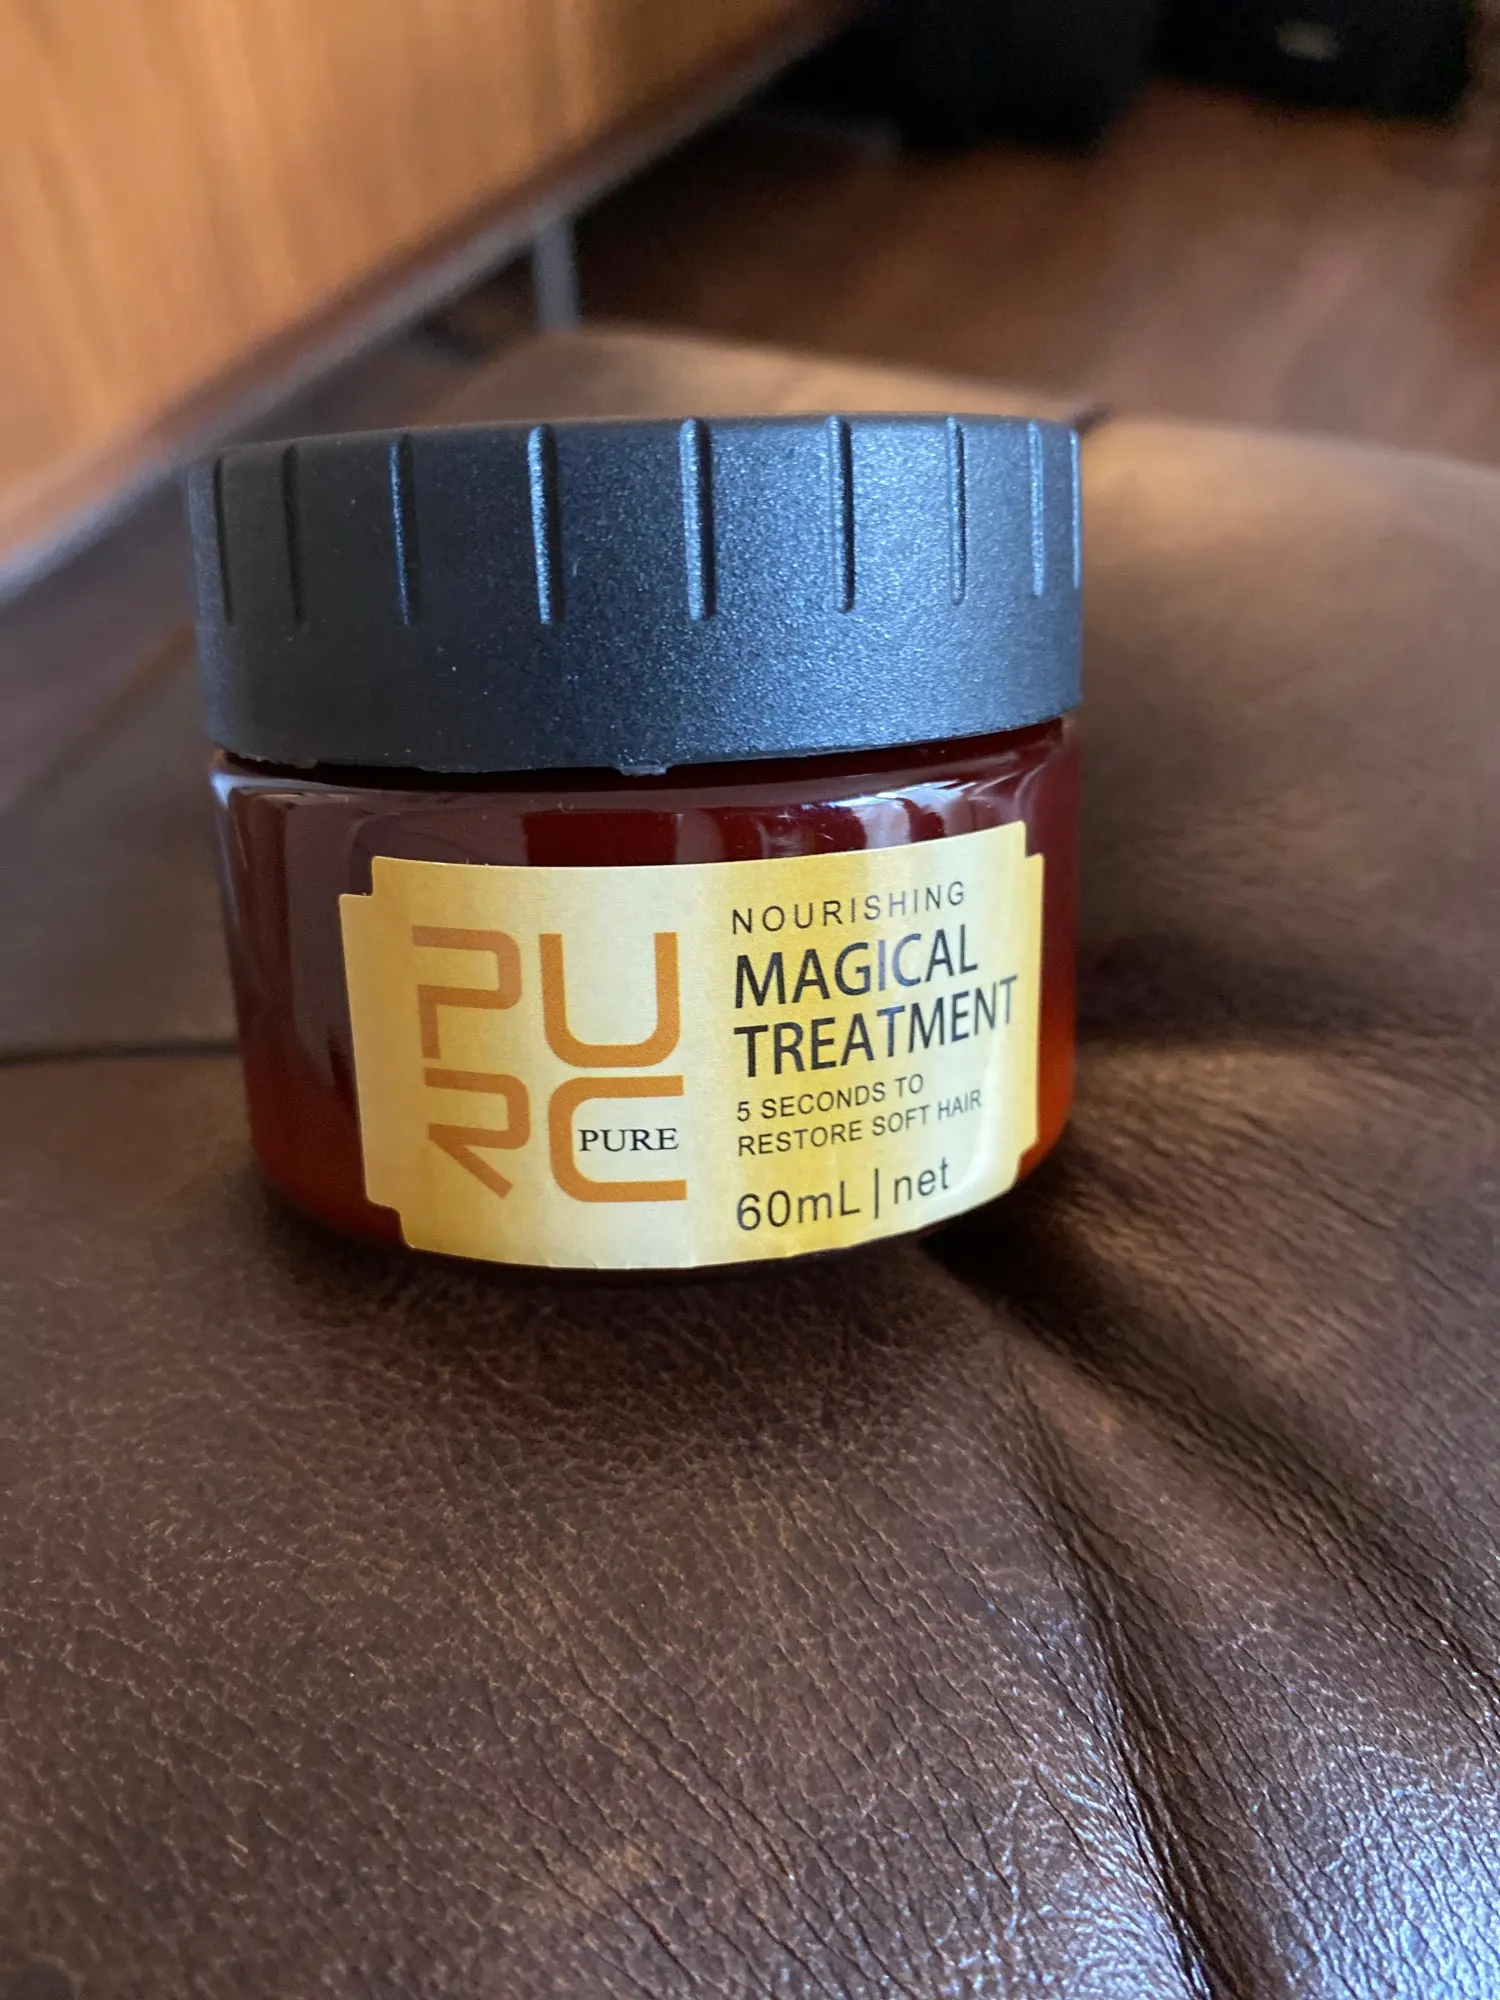 PURC
PURE
NOURISHING
MAGICAL
TREATMENT
5 SECONDS TO
RESTORE SOFT HAIR
60mL | net